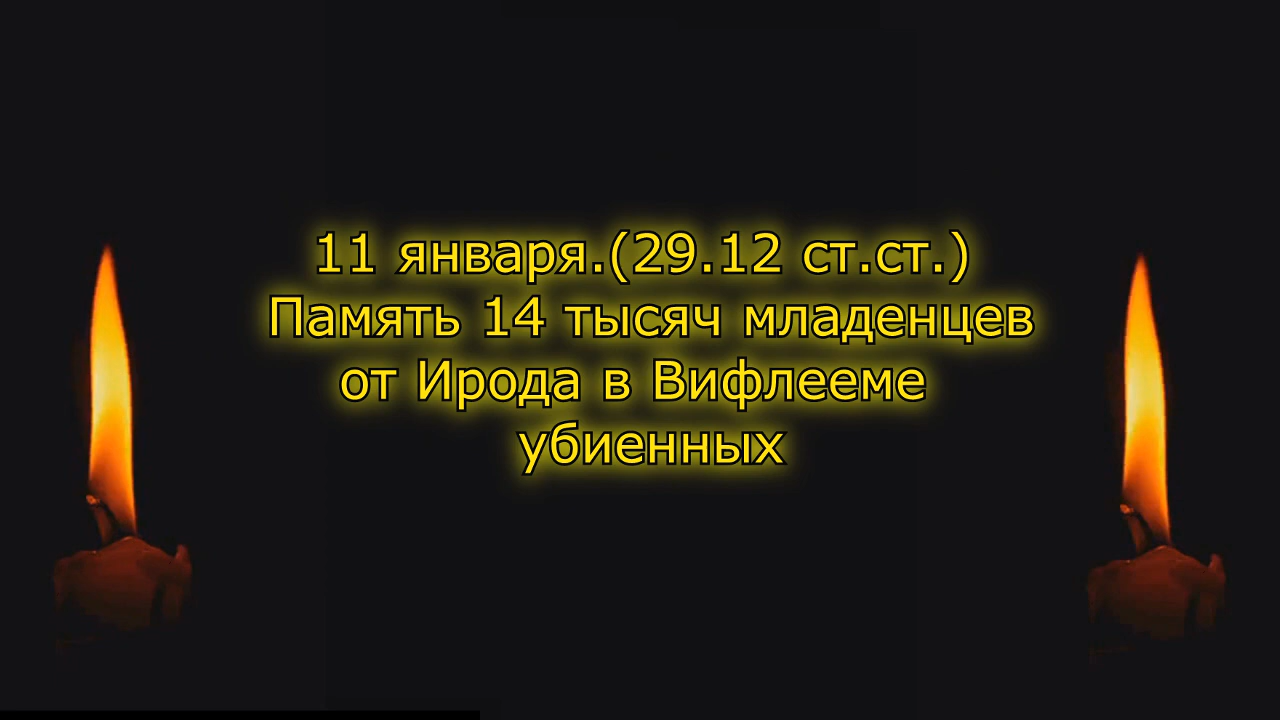 11 января.(29.12 ст.ст.)
Память 14 тысяч младенцев
от Ирода в Вифлееме
убиенных